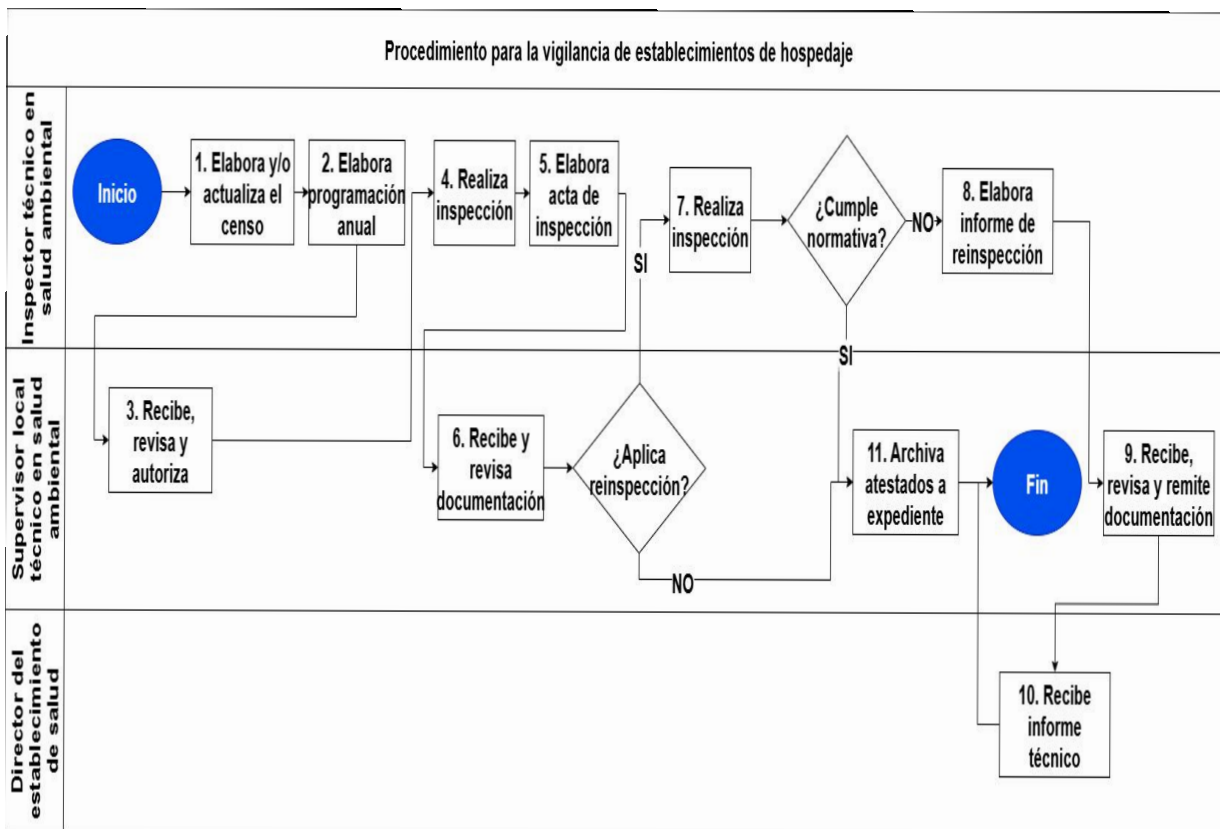 Procedimiento para la vigilancia de establecimientos de hospedaje
Inspector técnico en
salud ambiental
Inicio
1. Elabora y/o
actualiza el
censo
2. Elabora
programación
anual
4. Realiza
inspección
5. Elabora
acta de
inspección
SI
7. Realiza
inspección
¿Cumple
normativa?
NO
8. Elabora
informe de
reinspección
SI
Supervisor local
técnico en salud
ambiental
3. Recibe,
revisa y
autoriza
6. Recibe y
revisa
documentación
¿Aplica
reinspección?
NO
11. Archiva
atestados a
expediente
Fin
9. Recibe,
revisa y remite
documentación
Director del
establecimiento
de salud
10. Recibe
informe
técnico